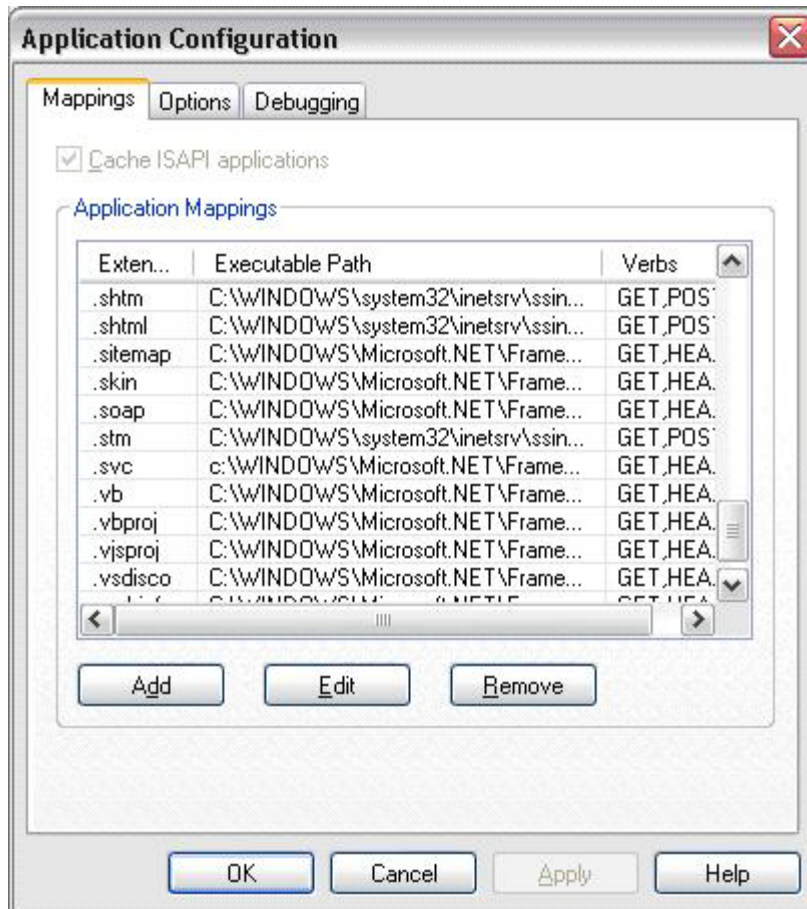 Application Configuration
Mappings Options Debugging
Cache ISAPI applications
Application Mappings
Exten... Executable Path Verbs
.shtm C:\WINDOWS\system32\inetsrv\ssin... GET,POS
.shtml C:\WINDOWS\system32\inetsrv\ssin... GET,POS
.sitemap C:\WINDOWS\Microsoft.NET\Frame... GET,HEA.
.skin C:\WINDOWS\Microsoft.NET\Frame... GET,HEA.
.soap C:\WINDOWS\Microsoft.NET\Frame... GET,HEA.
.stm C:\WINDOWS\system32\inetsrv\ssin... GET,POS
.svc c:\WINDOWS\Microsoft.NET\Frame... GET,HEA.
.vb C:\WINDOWS\Microsoft.NET\Frame... GET,HEA.
.vbproj C:\WINDOWS\Microsoft.NET\Frame... GET,HEA.
.vjsproj C:\WINDOWS\Microsoft.NET\Frame... GET,HEA.
.vsdisco C:\WINDOWS\Microsoft.NET\Frame... GET,HEA.
Add Edit Remove
OK Cancel Apply Help